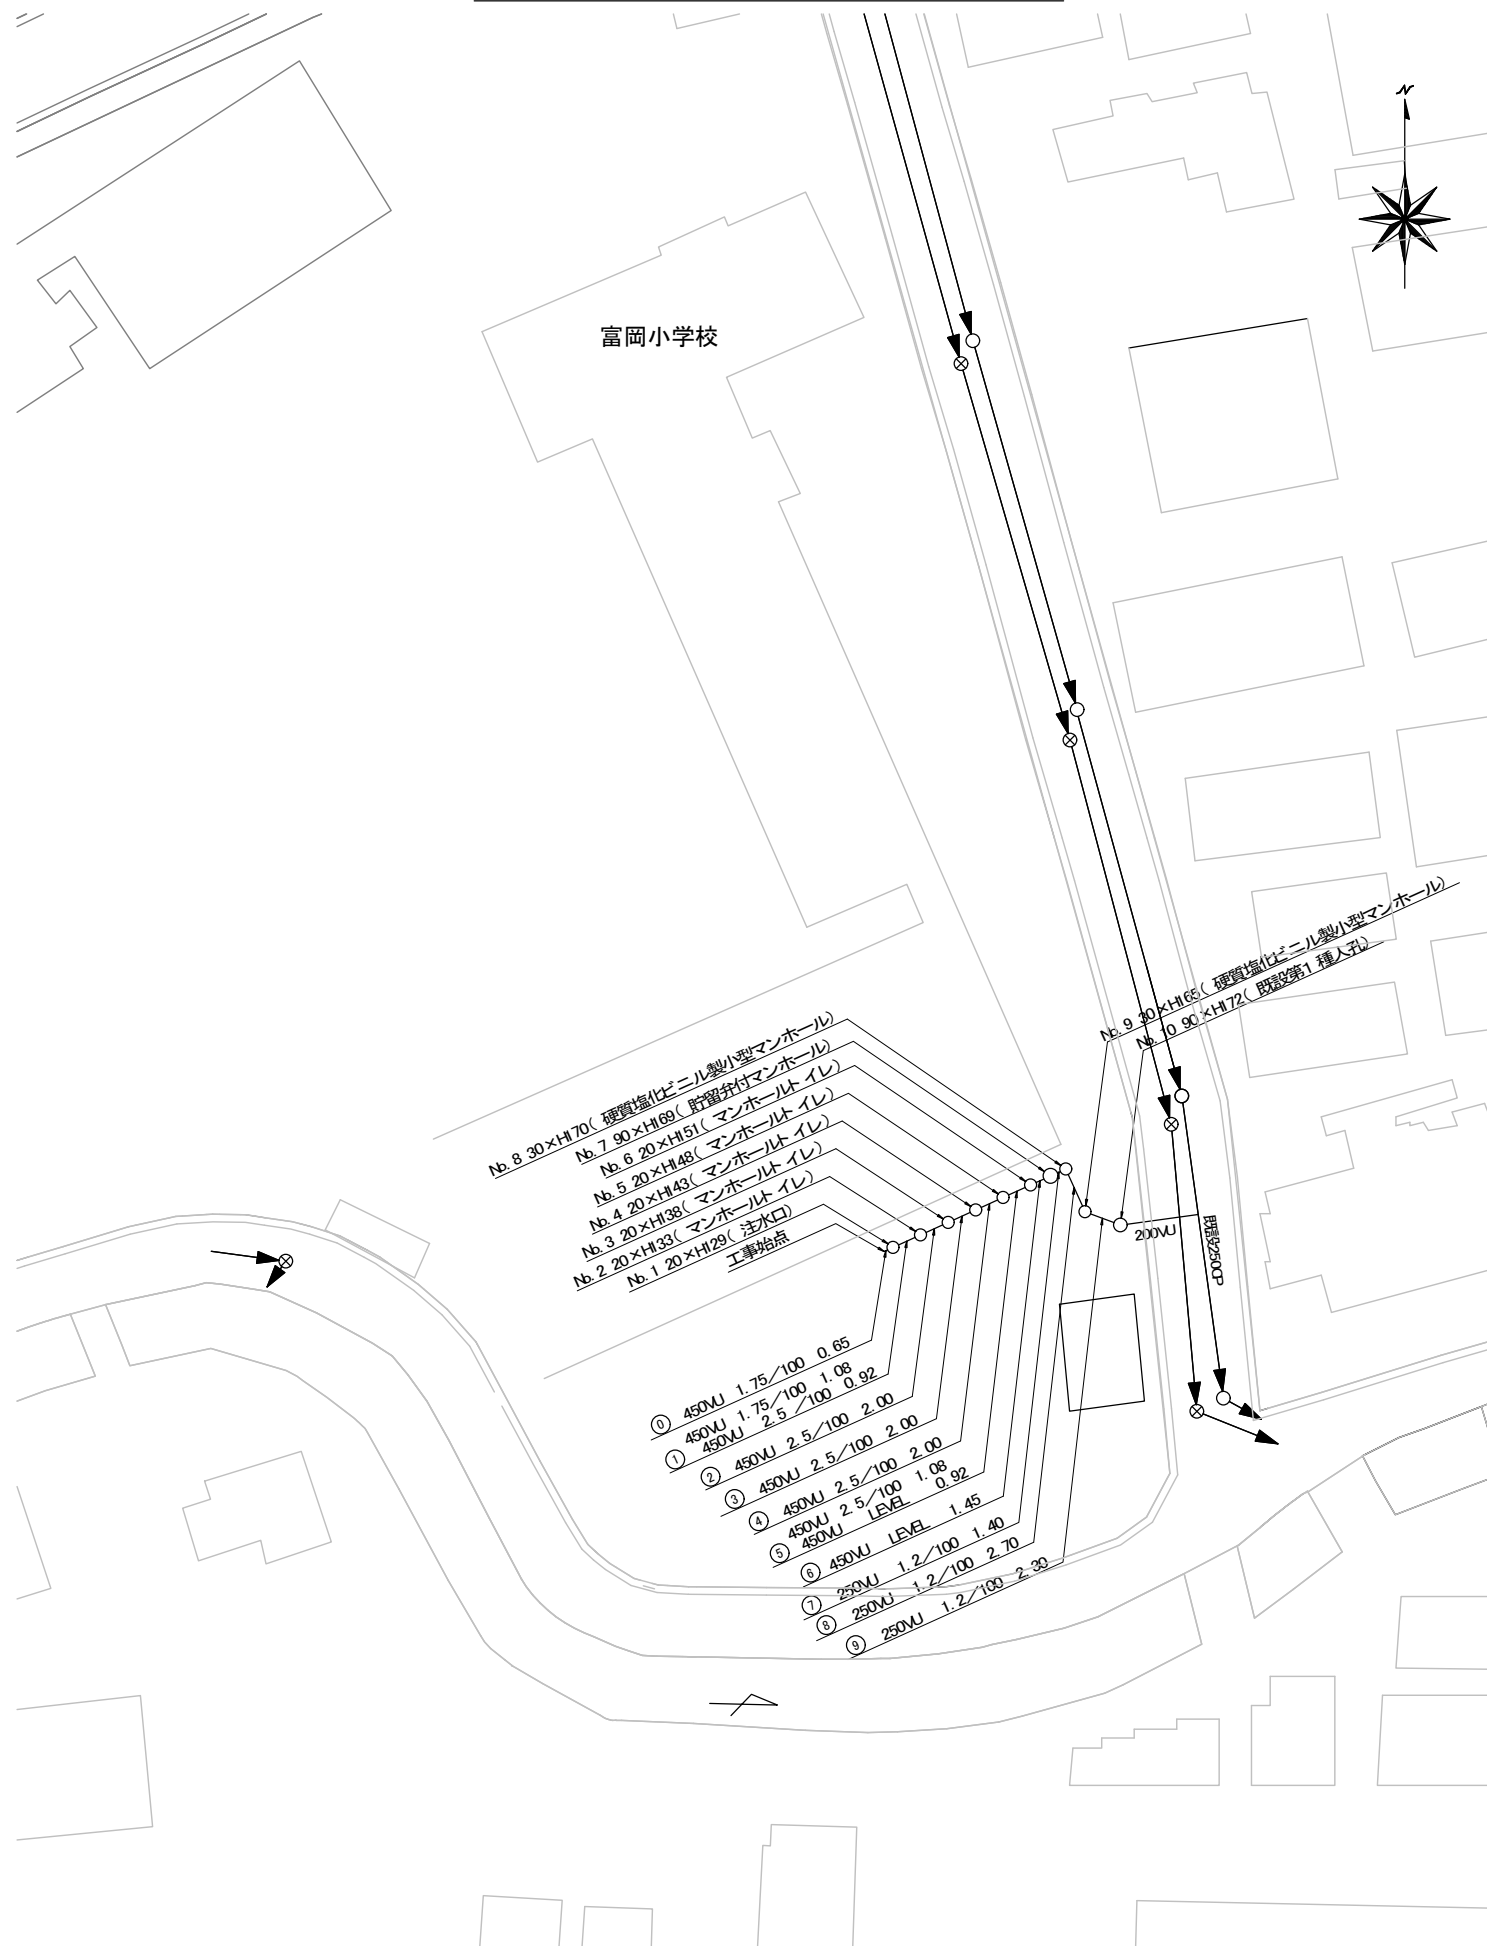 N
富岡小学校
No. 9 30×H165( 硬質塩化ビニル製小型マンホール)
No. 10 90×H172( 既設第1 種人孔)
No. 8 30×H170( 硬質塩化ビニル製小型マンホール)
No. 7 90×H169( 貯留弁付マンホール)
No. 6 20×H151( マンホールトイレ)
No. 5 20×H148( マンホールトイレ)
No. 4 20×H143( マンホールトイレ)
No. 3 20×H138( マンホールトイレ)
No. 2 20×H133( マンホールトイレ)
No. 1 20×H129( 注水口)
工事始点
200VU
既設250CP
0 450VU 1.75/100 0.65
450VU 1.75/100 1.08
1 450VU 2.5 /100 0.92
2 450VU 2.5/100 2.00
3 450VU 2.5/100 2.00
4 450VU 2.5/100 2.00
450VU 2.5/100 1.08
5 450VU LEVEL 0.92
6 450VU LEVEL 1.45
7 250VU 1.2/100 1.40
8 250VU 1.2/100 2.70
9 250VU 1.2/100 2.30